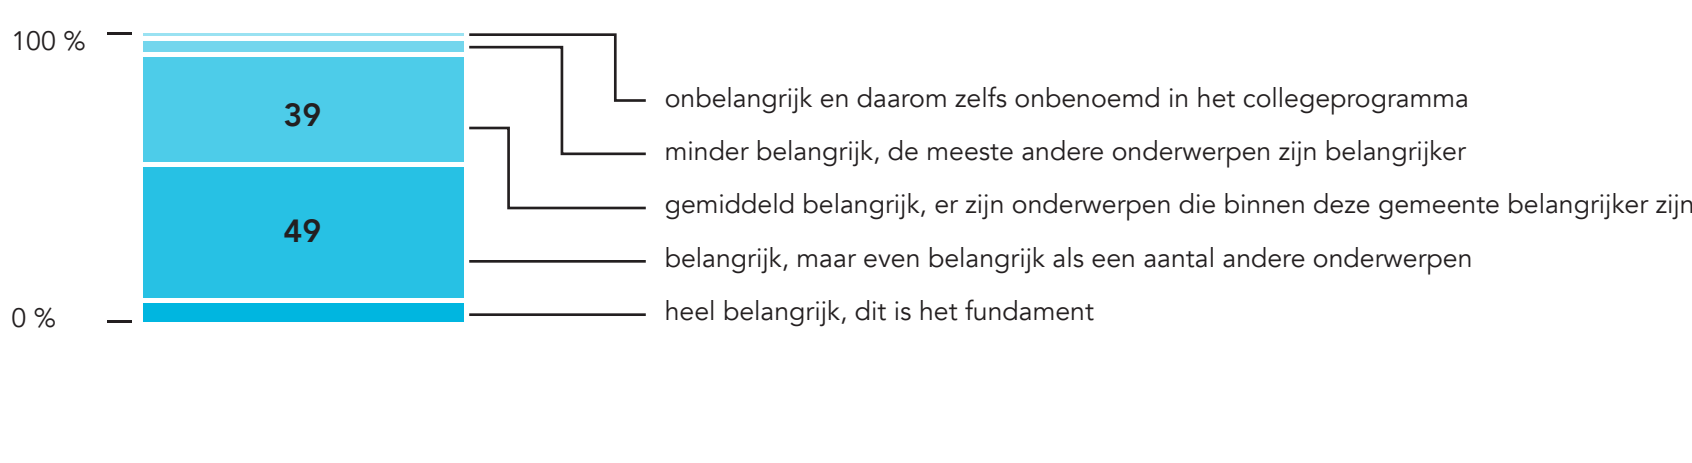 100 %
39
49
0 %
onbelangrijk en daarom zelfs onbenoemd in het collegeprogramma
minder belangrijk, de meeste andere onderwerpen zijn belangrijker
gemiddeld belangrijk, er zijn onderwerpen die binnen deze gemeente belangrijker zijn
belangrijk, maar even belangrijk als een aantal andere onderwerpen
heel belangrijk, dit is het fundament